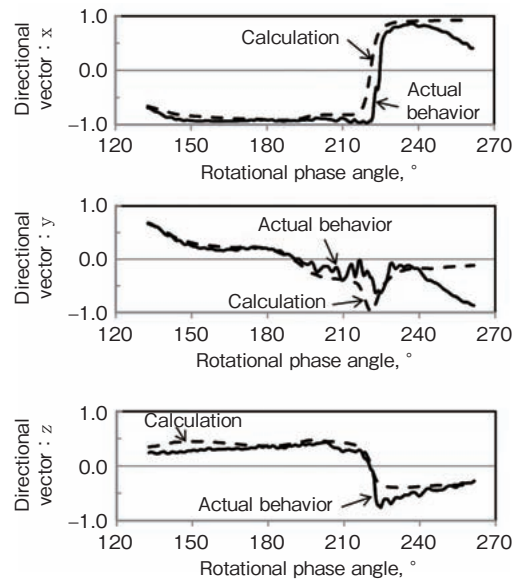 Directional
vector : x
1.0
0.0
−1.0
Calculation
Actual
behavior
120 150 180 210 240 270
Rotational phase angle, °
Directional
vector : y
1.0
0.0
−1.0
Actual behavior
Calculation
120 150 180 210 240 270
Rotational phase angle, °
Directional
vector : z
1.0
0.0
−1.0
Calculation
Actual behavior
120 150 180 210 240 270
Rotational phase angle, °